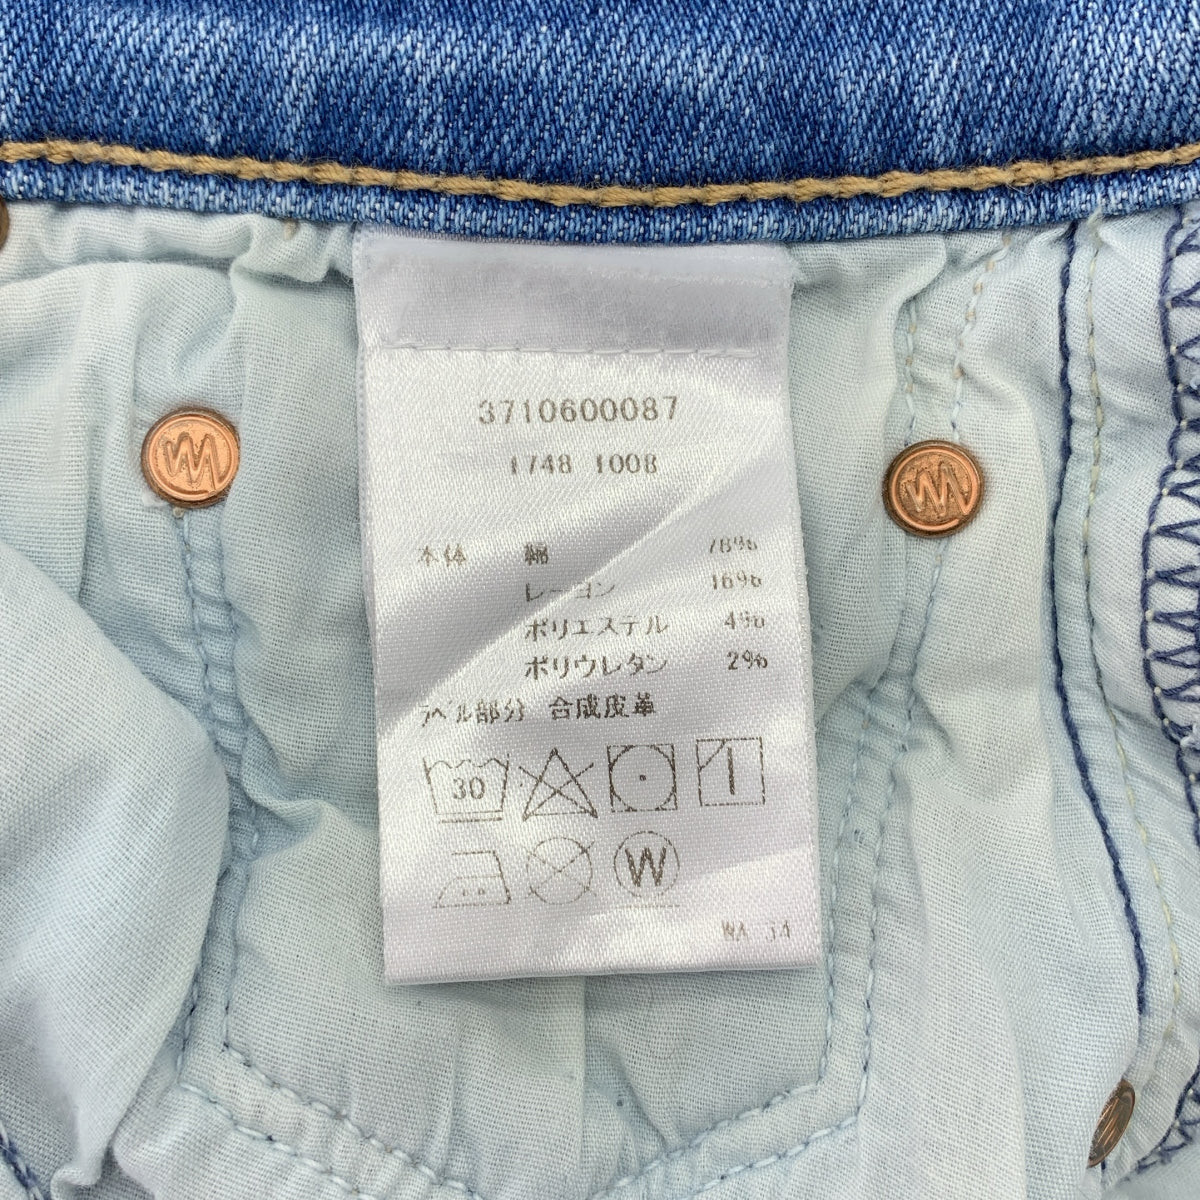 3710600087
1748 1008
本体 綿 78%
レーヨン 16%
ポリエステル 4%
ポリウレタン 2%
ラベル部分 合成皮革
30
W
WA 34